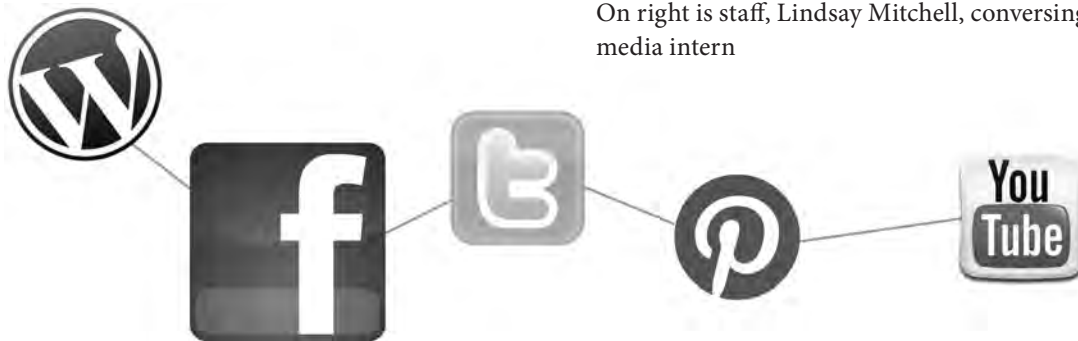 On right is staff, Lindsay Mitchell, conversing
media intern
You
Tube